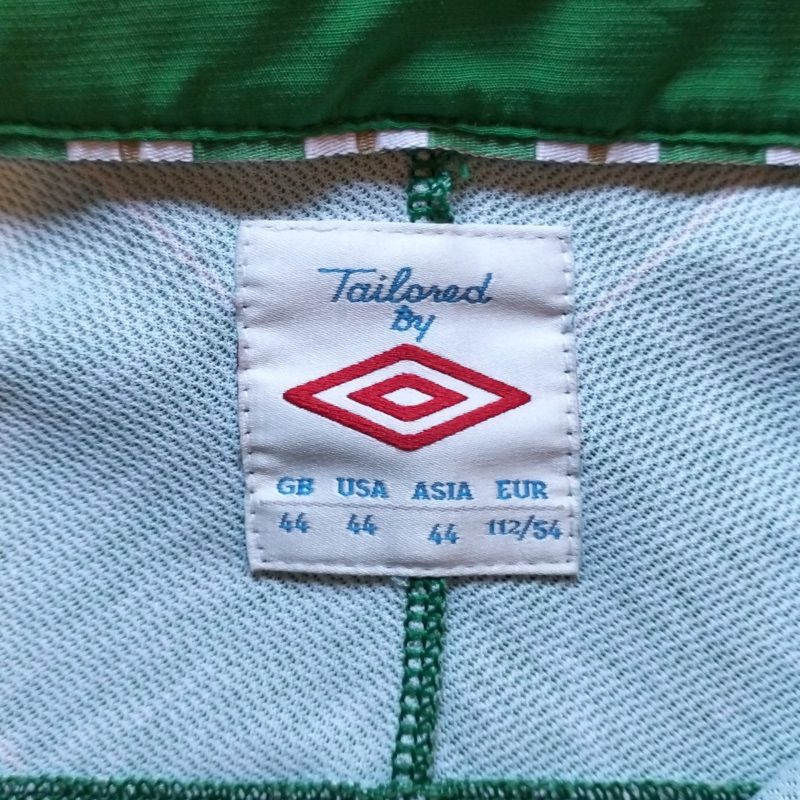 Tailored
By
GB USA ASIA EUR
44 44 44 112/54